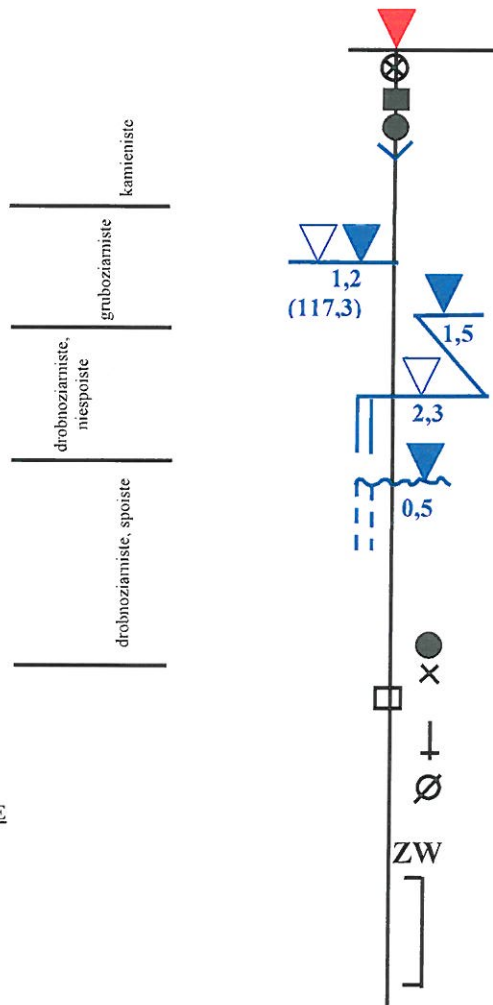 kamieniste
gruboziarniste
drobnoziarniste,
niespoiste
drobnoziarniste, spoiste
1,2
(117,3)
1,5
2,3
0,5
ZW